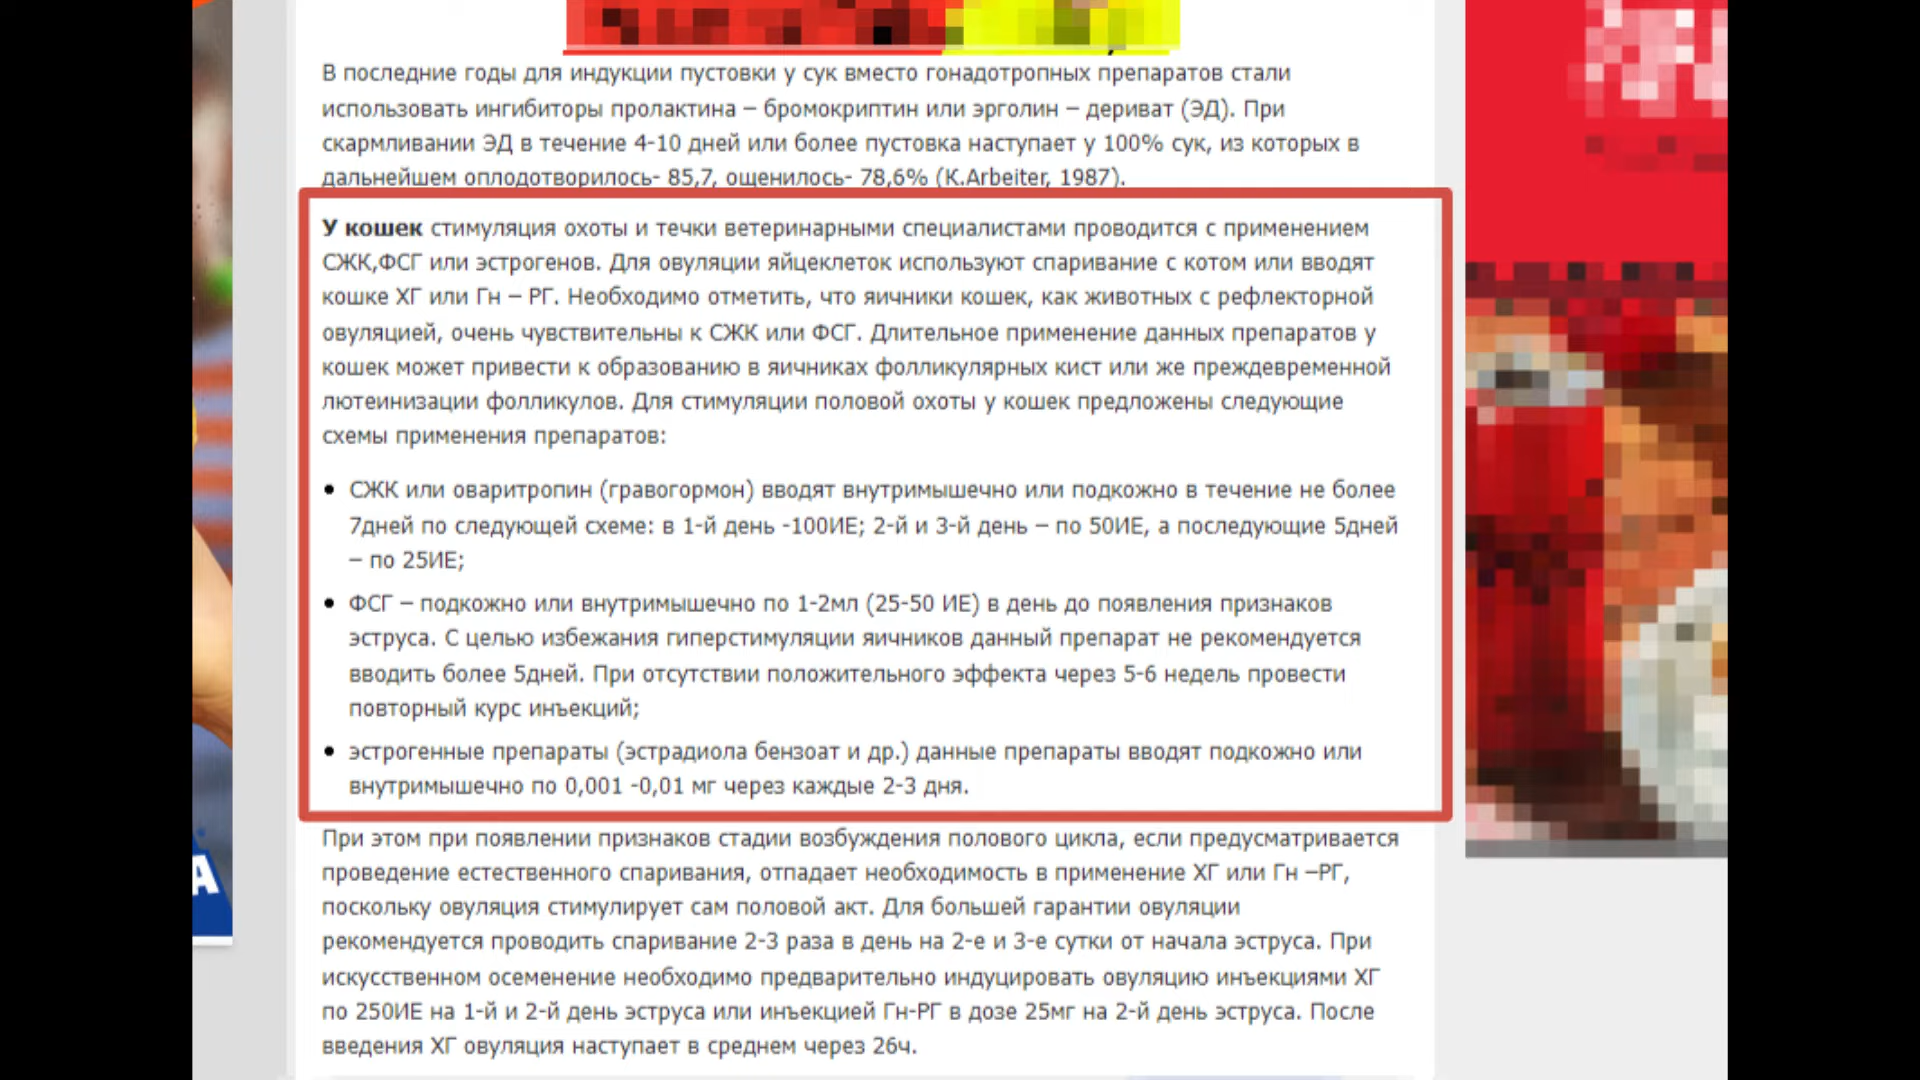 В последние годы для индукции пустовки у сук вместо гонадотропных препаратов стали
использовать ингибиторы пролактина – бромокриптин или эрголин – дериват (ЭД). При
скармливании ЭД в течение 4-10 дней или более пустовка наступает у 100% сук, из которых в
дальнейшем оплодотворилось- 85,7, ощенилось- 78,6% (K.Arbeiter, 1987).
У кошек стимуляция охоты и течки ветеринарными специалистами проводится с применением
СЖК,ФСГ или эстрогенов. Для овуляции яйцеклеток используют спаривание с котом или вводят
кошке ХГ или Гн – РГ. Необходимо отметить, что яичники кошек, как животных с рефлекторной
овуляцией, очень чувствительны к СЖК или ФСГ. Длительное применение данных препаратов у
кошек может привести к образованию в яичниках фолликулярных кист или же преждевременной
лютеинизации фолликулов. Для стимуляции половой охоты у кошек предложены следующие
схемы применения препаратов:
• СЖК или оваритропин (гравогормон) вводят внутримышечно или подкожно в течение не более
7дней по следующей схеме: в 1-й день -100ИЕ; 2-й и 3-й день – по 50ИЕ, а последующие 5дней
– по 25ИЕ;
• ФСГ – подкожно или внутримышечно по 1-2мл (25-50 ИЕ) в день до появления признаков
эструса. С целью избежания гиперстимуляции яичников данный препарат не рекомендуется
вводить более 5дней. При отсутствии положительного эффекта через 5-6 недель провести
повторный курс инъекций;
• эстрогенные препараты (эстрадиола бензоат и др.) данные препараты вводят подкожно или
внутримышечно по 0,001 -0,01 мг через каждые 2-3 дня.
При этом при появлении признаков стадии возбуждения полового цикла, если предусматривается
проведение естественного спаривания, отпадает необходимость в применение ХГ или Гн –РГ,
поскольку овуляция стимулирует сам половой акт. Для большей гарантии овуляции
рекомендуется проводить спаривание 2-3 раза в день на 2-е и 3-е сутки от начала эструса. При
искусственном осеменение необходимо предварительно индуцировать овуляцию инъекциями ХГ
по 250ИЕ на 1-й и 2-й день эструса или инъекцией Гн-РГ в дозе 25мг на 2-й день эструса. После
введения ХГ овуляция наступает в среднем через 26ч.